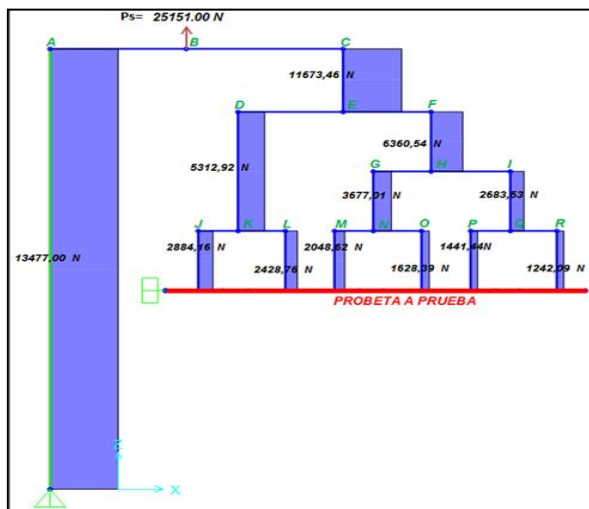 Ps= 25151.00 N
A B C
11673,46 N
D E F
6360,54 N
5312,92 N
G H I
3677,01 N
2683,53 N
J K L M N O P Q R
2884,16 N
2048,62 N
1441,44N
2428,76 N
1628,39 N
1242,09 N
13477,00 N
PROBETA A PRUEBA
X